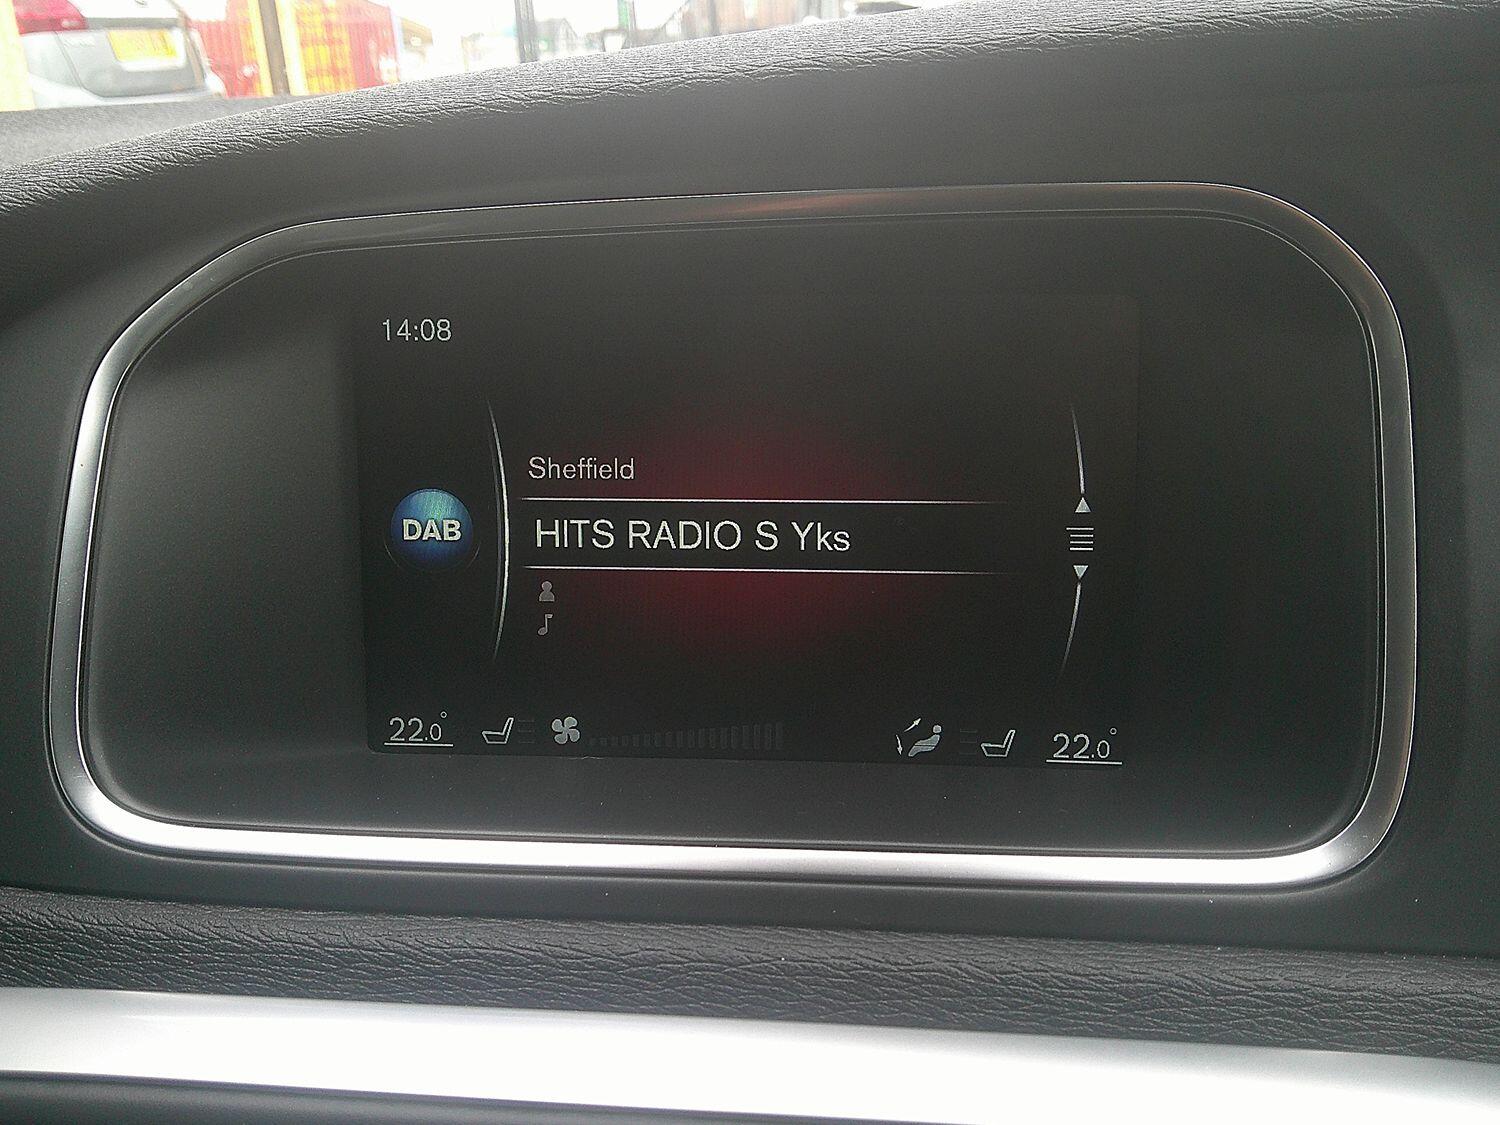 14:08
Sheffield
DAB
HITS RADIO S Yks
22.0°
22.0°